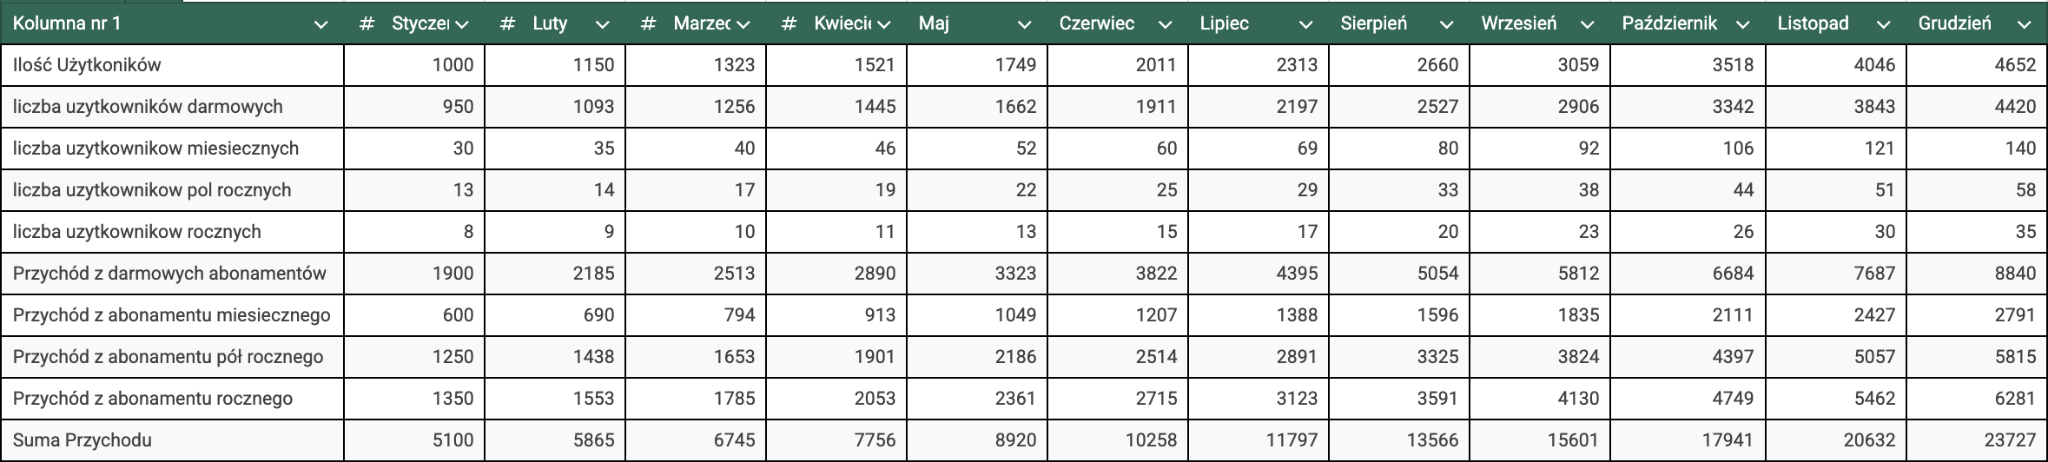 Kolumna nr 1 # Styczeı # Luty # Marzec # Kwiecie Maj Czerwiec Lipiec Sierpień Wrzesień Październik Listopad Grudzień
Ilość Użytkoników 1000 1150 1323 1521 1749 2011 2313 2660 3059 3518 4046 4652
liczba uzytkowników darmowych 950 1093 1256 1445 1662 1911 2197 2527 2906 3342 3843 4420
liczba uzytkownikow miesiecznych 30 35 40 46 52 60 69 80 92 106 121 140
liczba uzytkownikow pol rocznych 13 14 17 19 22 25 29 33 38 44 51 58
liczba uzytkownikow rocznych 8 9 10 11 13 15 17 20 23 26 30 35
Przychód z darmowych abonamentów 1900 2185 2513 2890 3323 3822 4395 5054 5812 6684 7687 8840
Przychód z abonamentu miesiecznego 600 690 794 913 1049 1207 1388 1596 1835 2111 2427 2791
Przychód z abonamentu pół rocznego 1250 1438 1653 1901 2186 2514 2891 3325 3824 4397 5057 5815
Przychód z abonamentu rocznego 1350 1553 1785 2053 2361 2715 3123 3591 4130 4749 5462 6281
Suma Przychodu 5100 5865 6745 7756 8920 10258 11797 13566 15601 17941 20632 23727